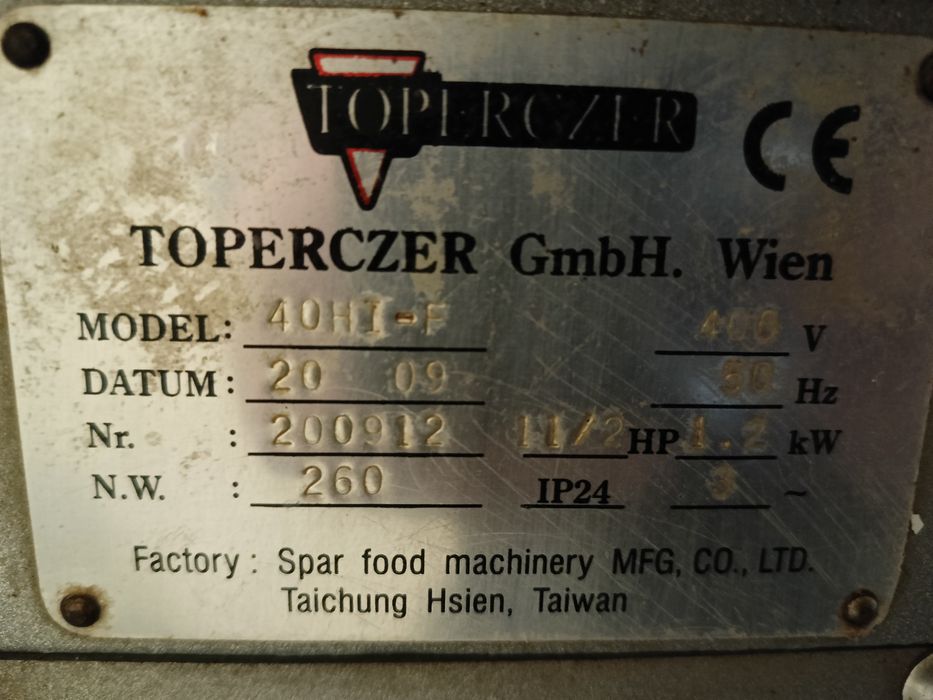 TOPERCZER
CE
TOPERCZER GmbH. Wien
MODEL: 40HI-F 400 V
DATUM: 20 09 50 Hz
Nr. : 200912 11/2 HP 1.2 kW
N.W. : 260 IP24 3 ~
Factory : Spar food machinery MFG, CO., LTD.
Taichung Hsien, Taiwan